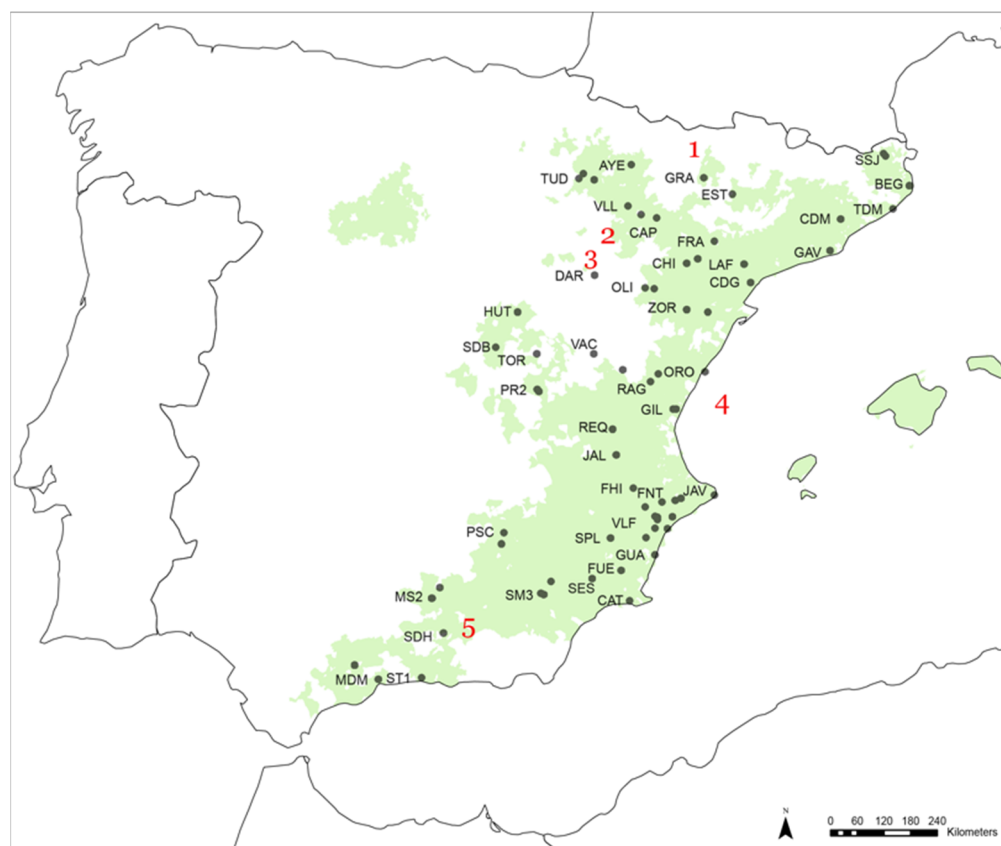 1
SSJ
AYE
TUD
GRA
BEG
EST
VLL
TDM
CDM
CAP
2
FRA
GAV
3
CHI
LAF
DAR
CDG
OLI
ZOR
HUT
VAC
SDB
TOR
ORO
RAG
PR2
4
GIL
REQ
JAL
FHI
FNT
JAV
VLF
PSC
SPL
GUA
FUE
SES
MS2
SM3
CAT
5
SDH
MDM
ST1
N
0 60 120 180 240
Kilometers